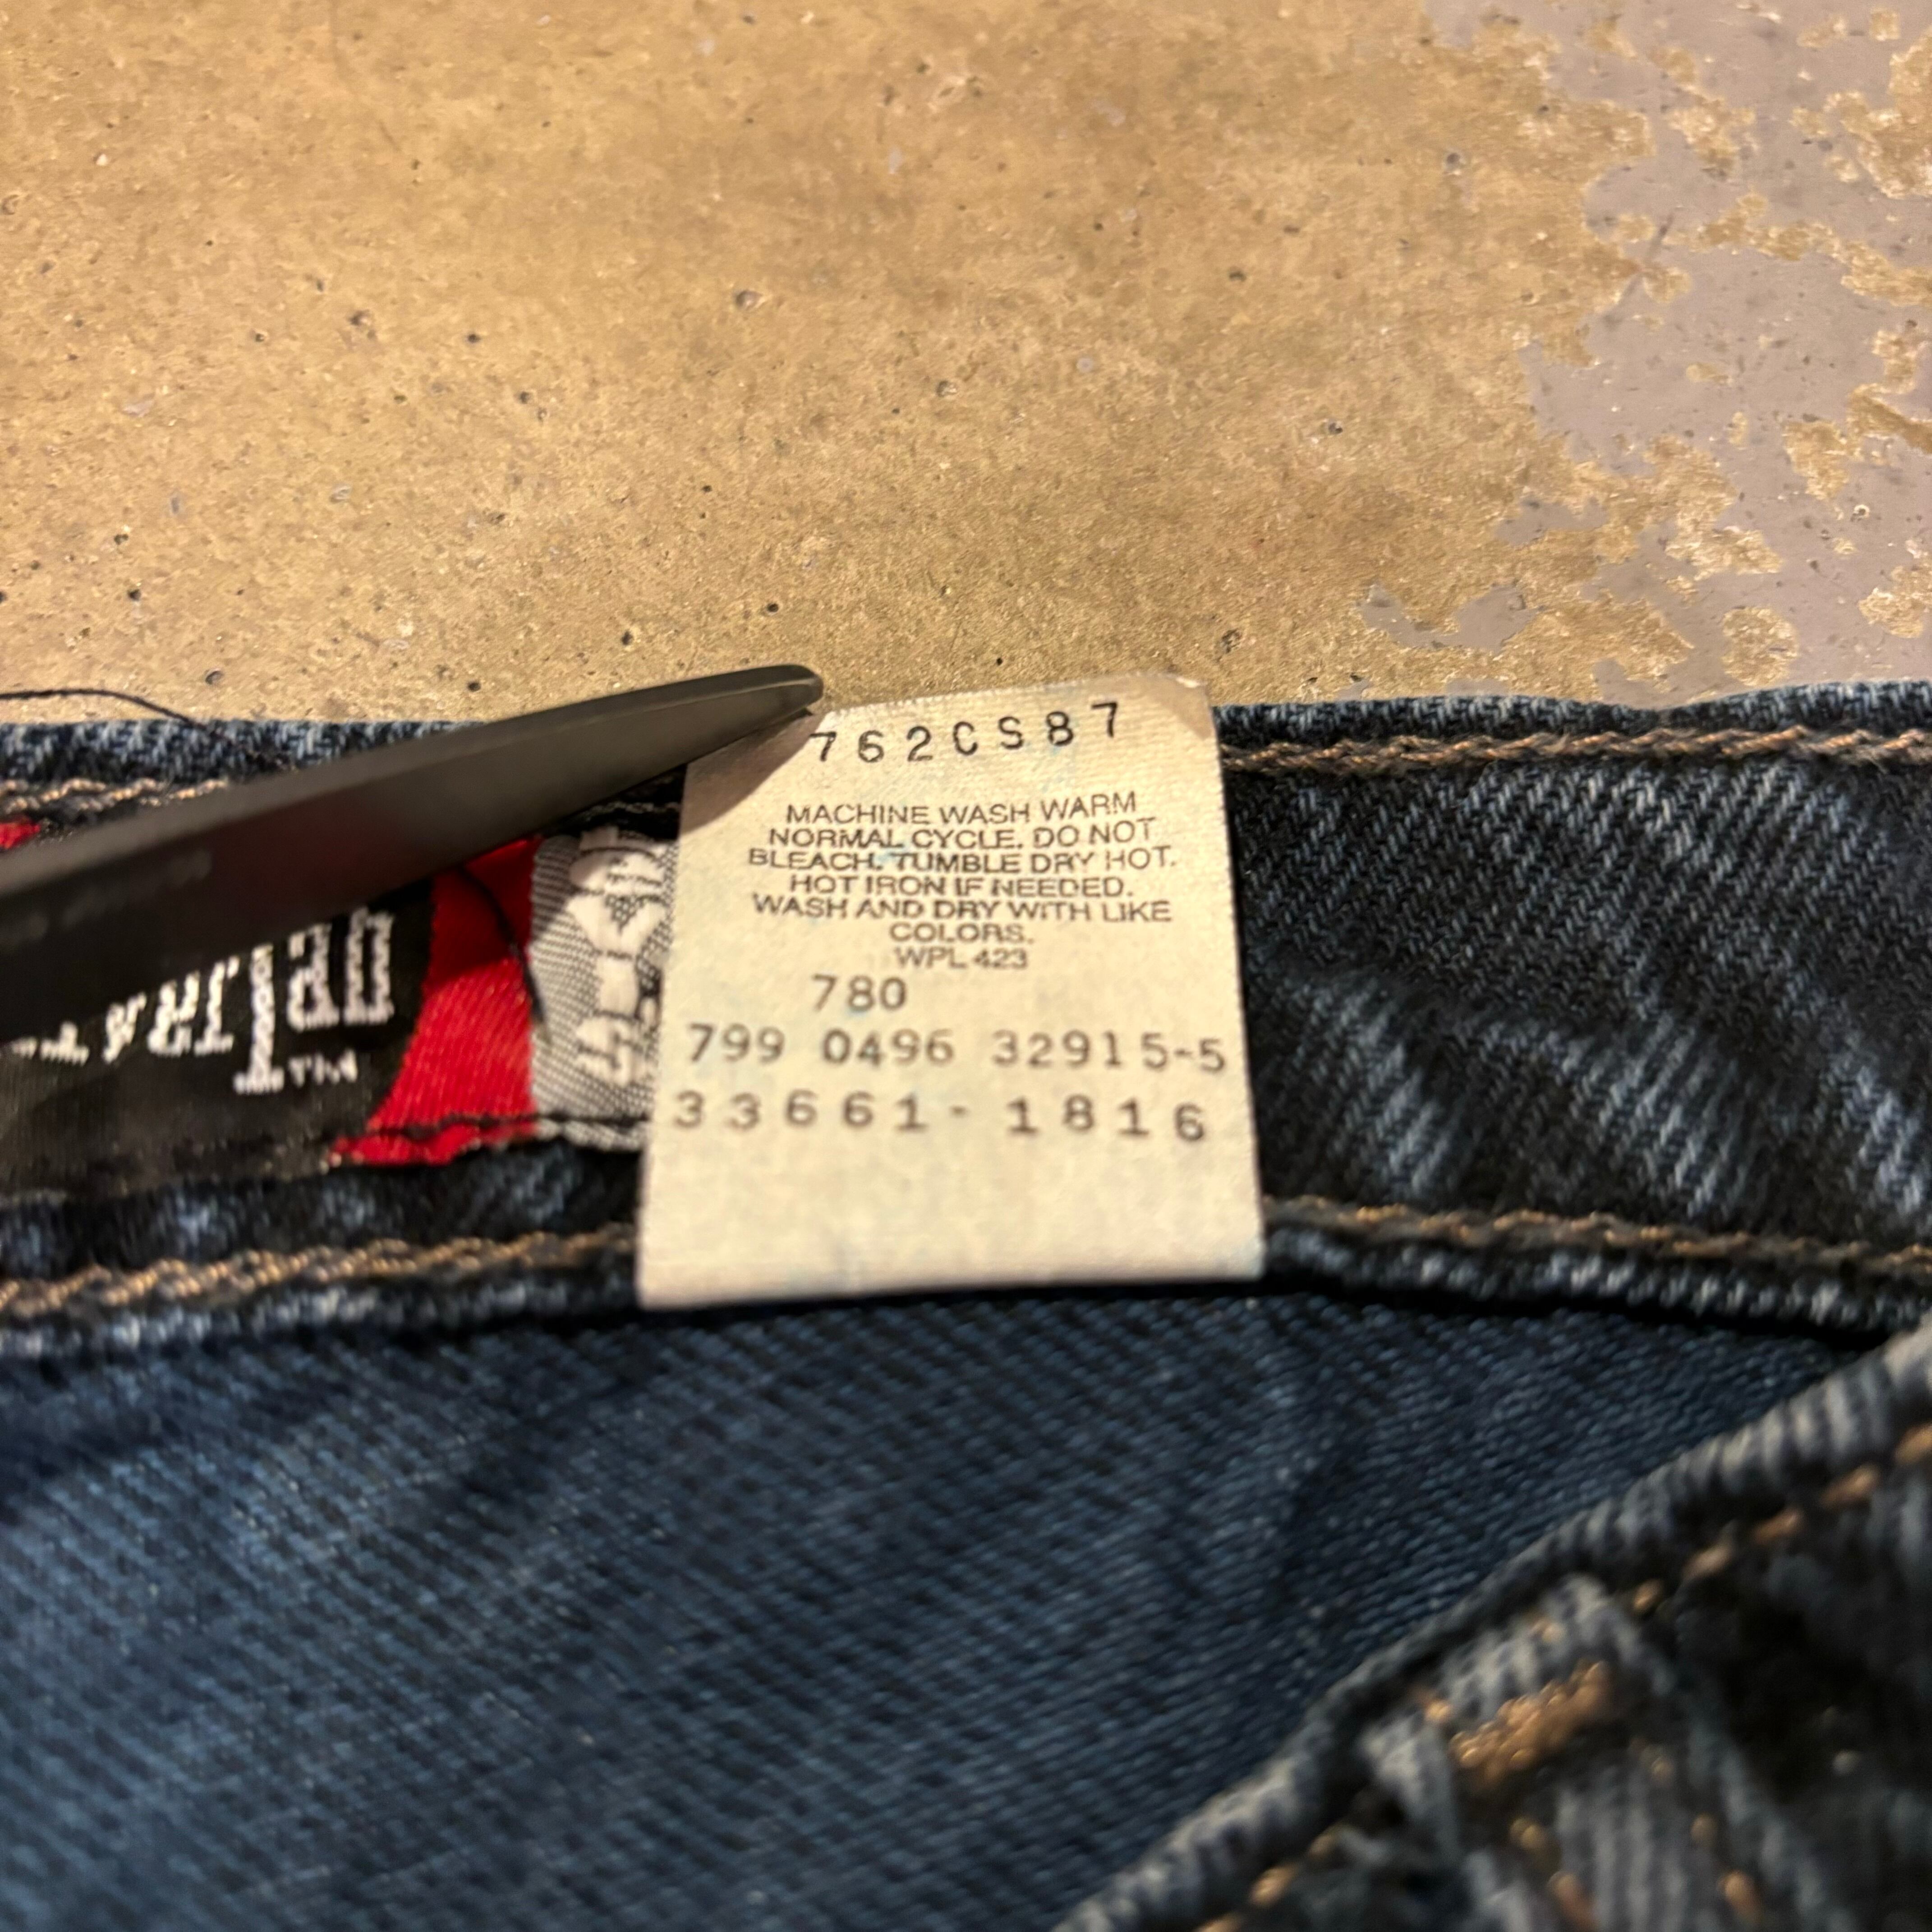 762CS87
MACHINE WASH WARM
NORMAL CYCLE. DO NOT
BLEACH. TUMBLE DRY HOT.
HOT IRON IF NEEDED.
WASH AND DRY WITH LIKE
COLORS.
WPL 423
780
799 0496 32915-5
33661-1816
TM